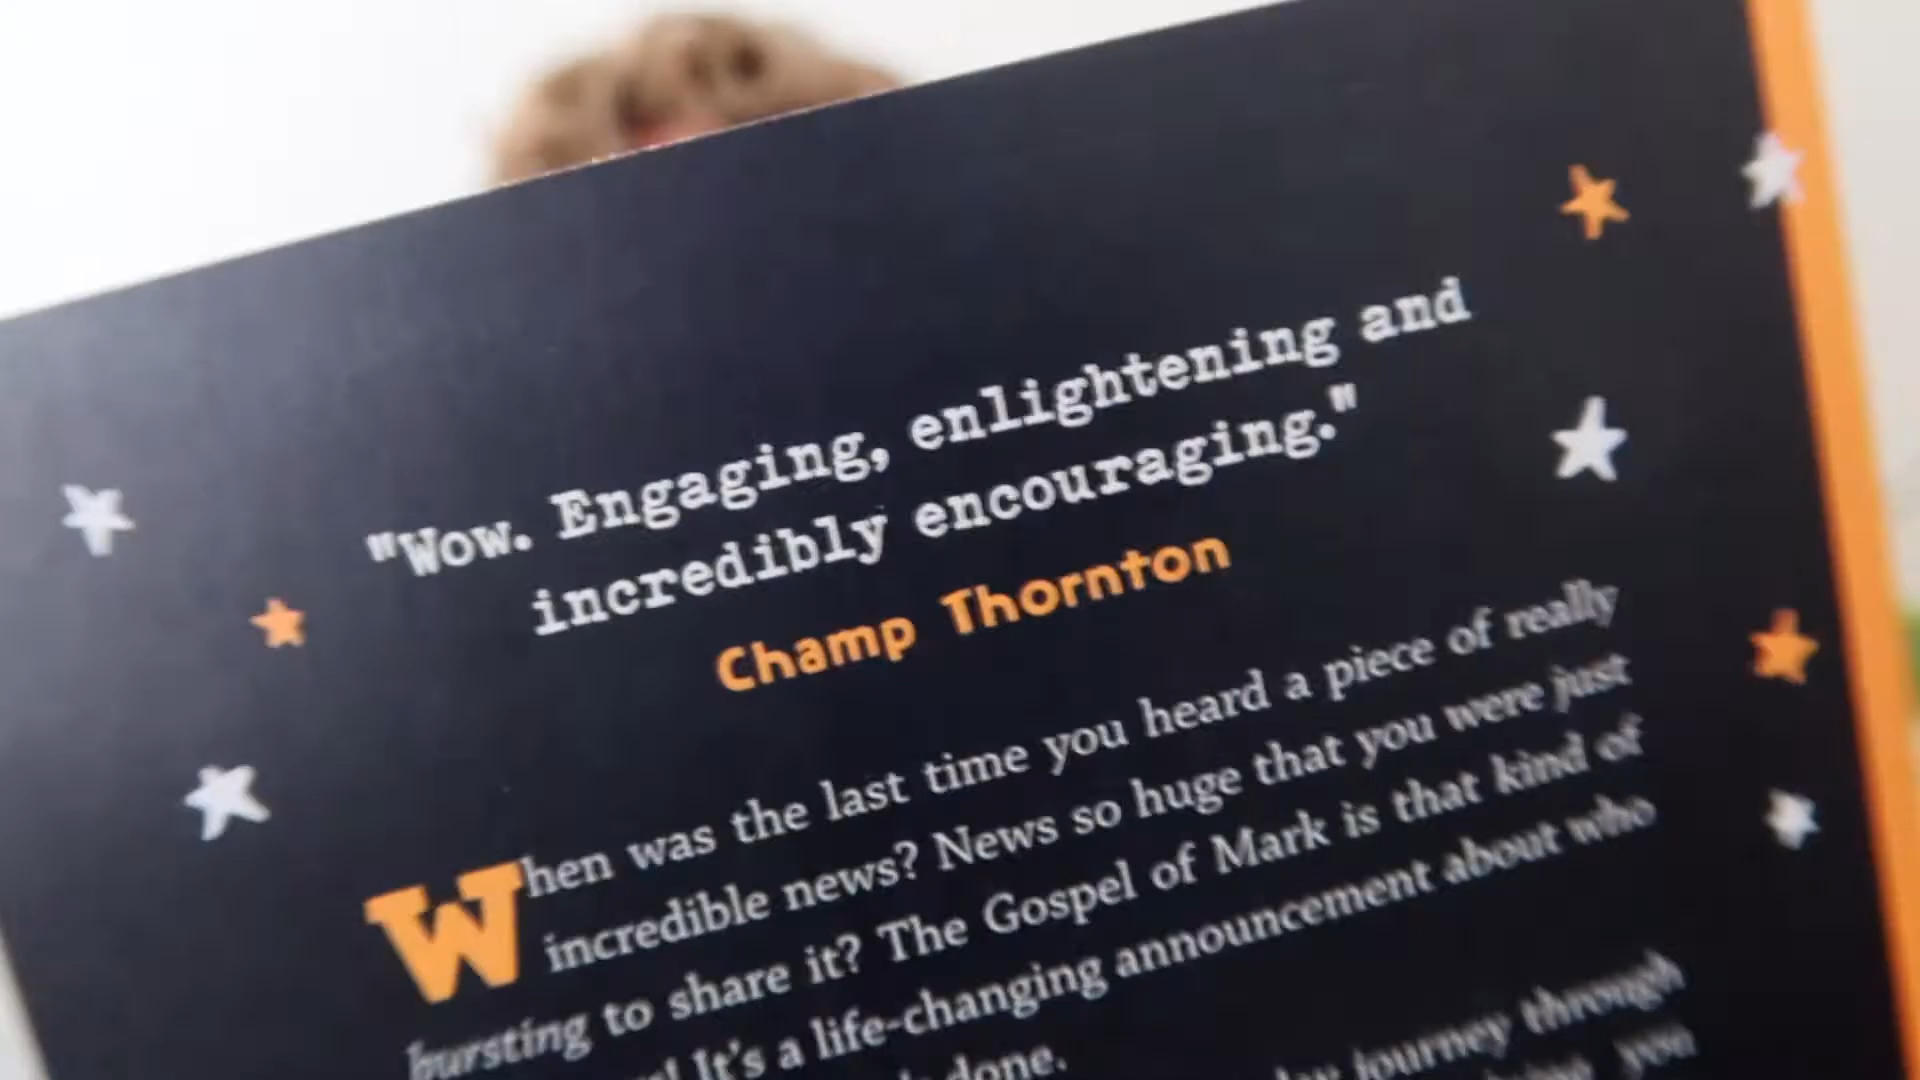 "Wow. Engaging, enlightening and
incredibly encouraging."
Champ Thornton
When was the last time you heard a piece of really
incredible news? News so huge that you were just
bursting to share it? The Gospel of Mark is that kind of
It's a life-changing announcement about who
done.
journey through
you